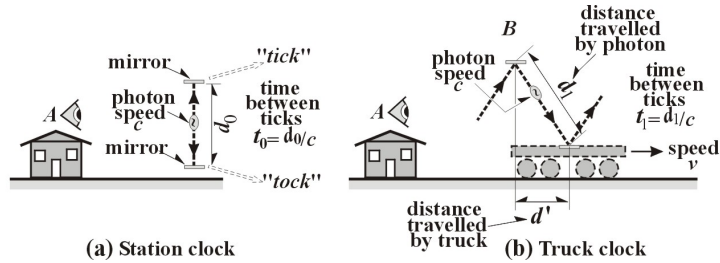 "tick"
mirror
A
photon
speed
c
d₀
time
between
ticks
t₀= d₀/c
mirror
"tock"
(a) Station clock
B
distance
travelled
by photon
photon
speed
c
d₁
time
between
ticks
t₁= d₁/c
A
speed
v
d'
distance
travelled
by truck
(b) Truck clock